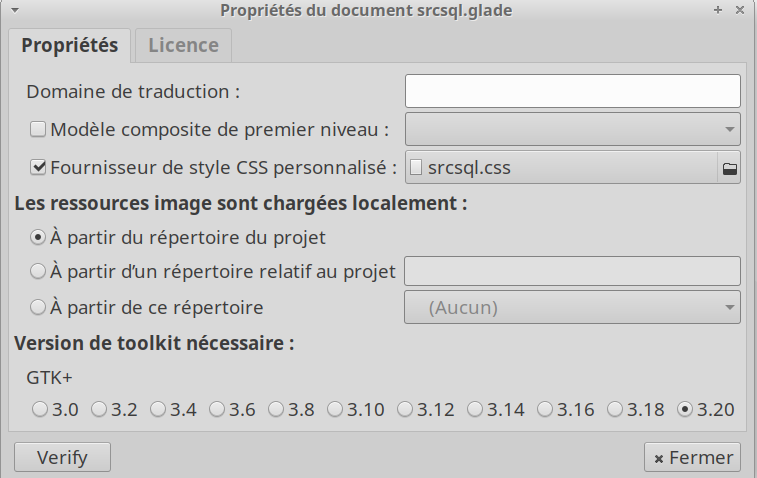 Propriétés du document srcsql.glade
Propriétés Licence
Domaine de traduction :
Modèle composite de premier niveau :
Fournisseur de style CSS personnalisé : srcsql.css
Les ressources image sont chargées localement :
À partir du répertoire du projet
À partir d’un répertoire relatif au projet
À partir de ce répertoire (Aucun)
Version de toolkit nécessaire :
GTK+
3.0 3.2 3.4 3.6 3.8 3.10 3.12 3.14 3.16 3.18 3.20
Verify Fermer